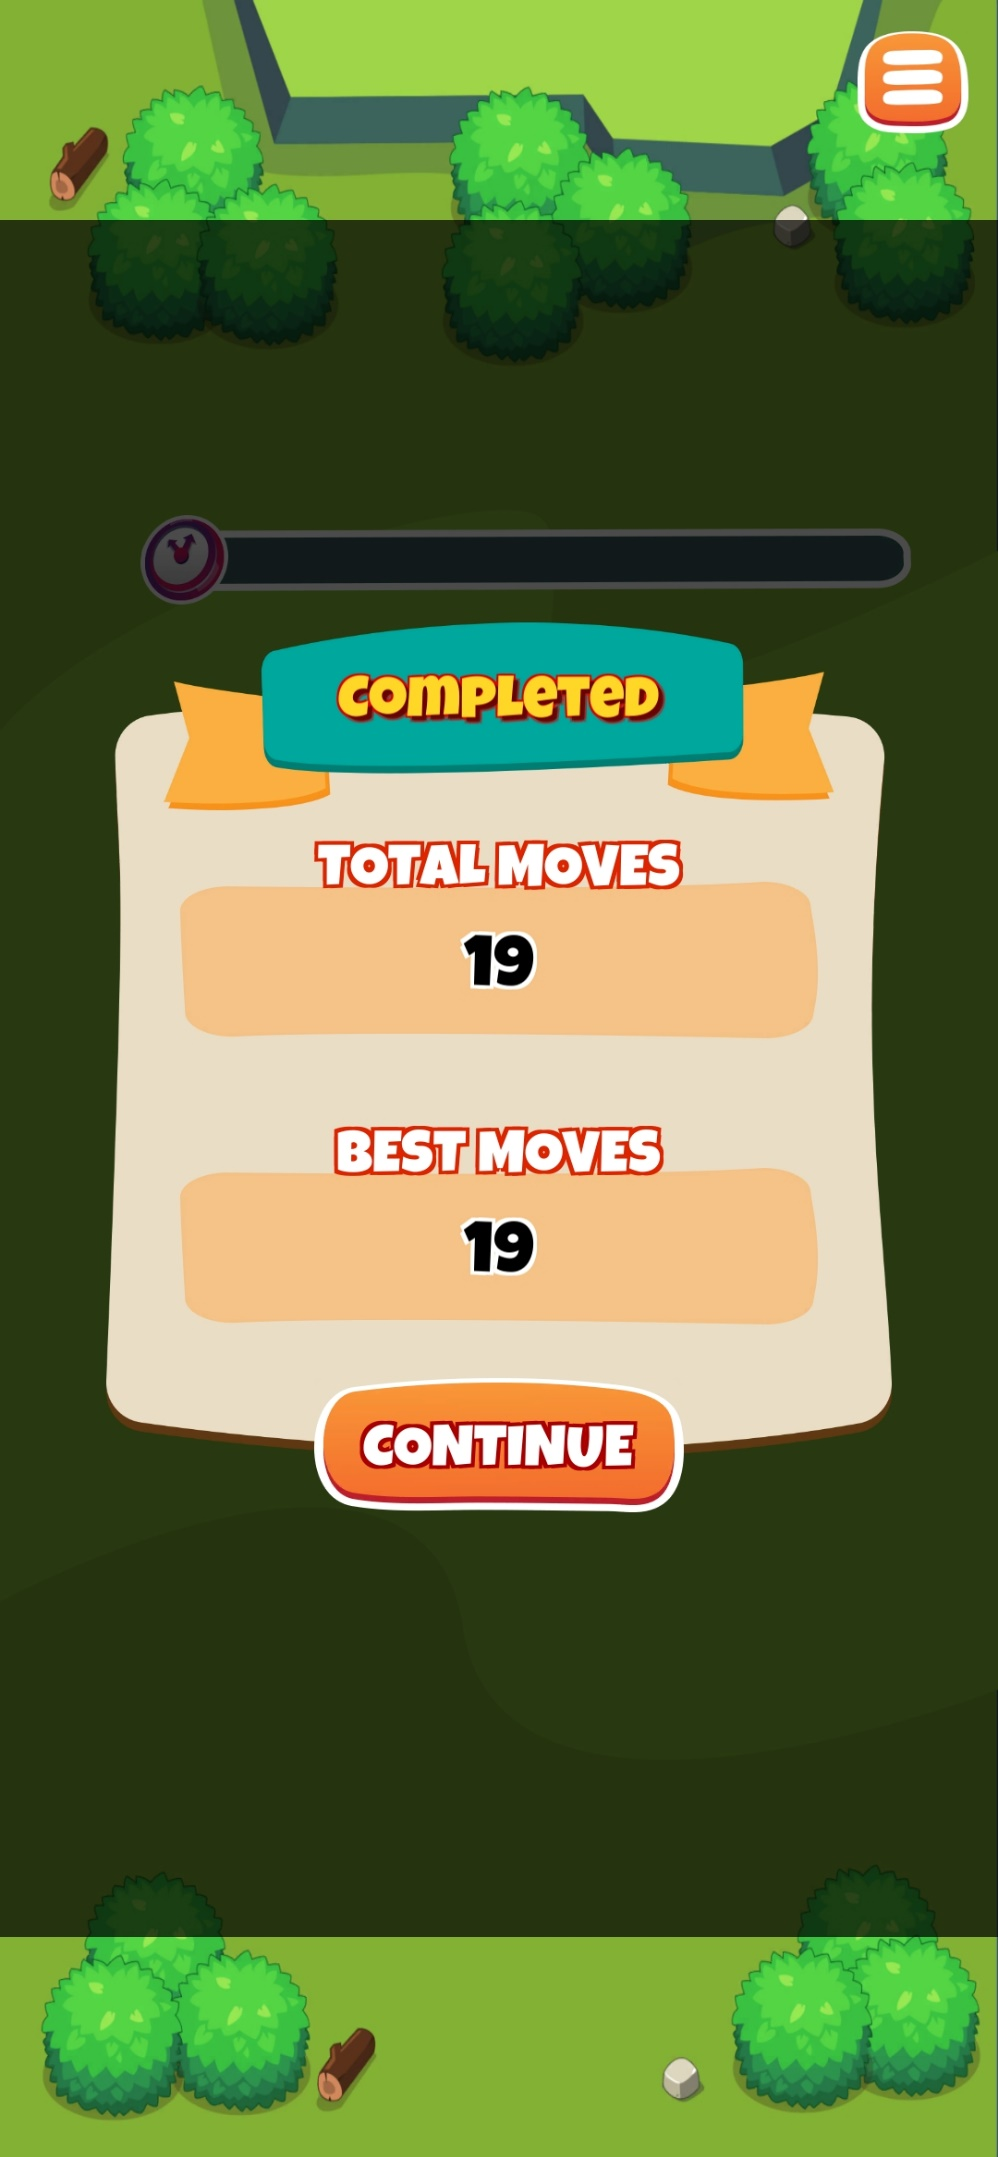 COMPLETED
TOTAL MOVES
19
BEST MOVES
19
CONTINUE